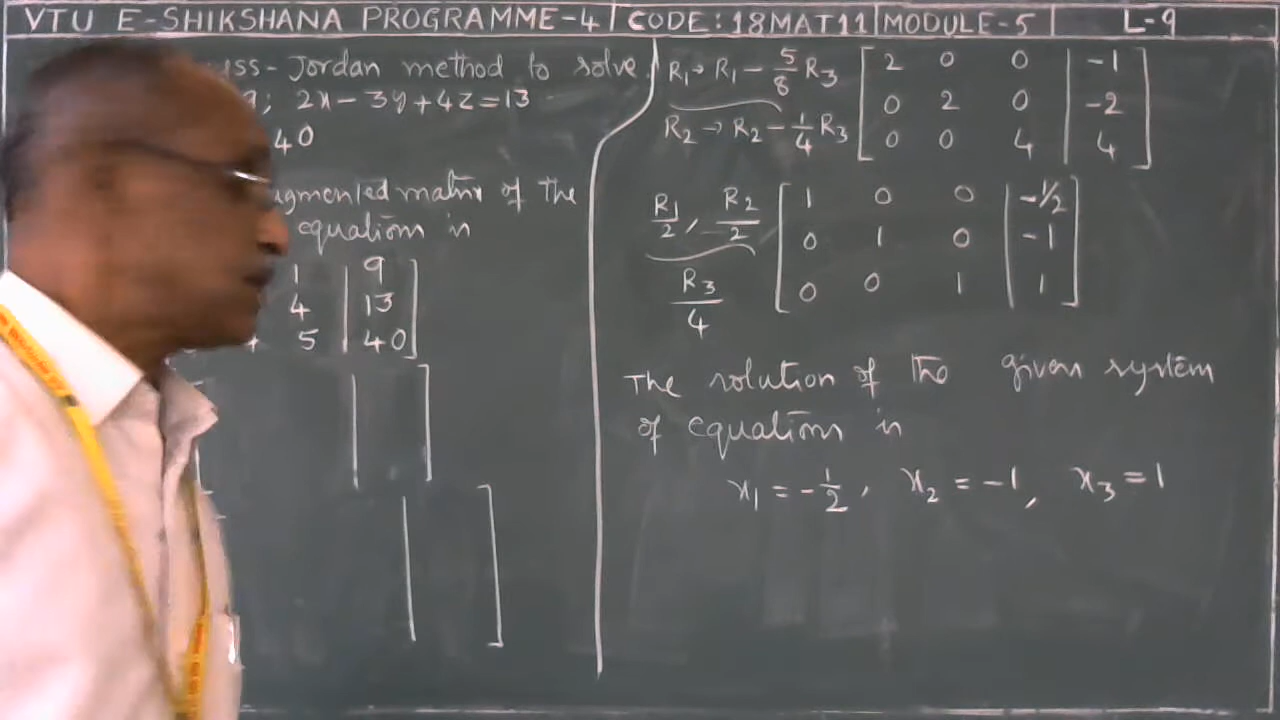 VTU E-SHIKSHANA PROGRAMME-4 | CODE: 18MAT11 | MODULE-5 | L-9
uss-Jordan method to solve
9; 2x-3y+4z=13
40
ugmented matrix of the
equations is
1 | 9
4 | 13
5 | 40
R1→R1-5/8 R3
R2→R2-1/4 R3
2 0 0 | -1
0 2 0 | -2
0 0 4 | 4
R1/2, R2/2
R3/4
1 0 0 | -1/2
0 1 0 | -1
0 0 1 | 1
The solution of the given system
of equations is
x1 = -1/2, x2 = -1, x3 = 1